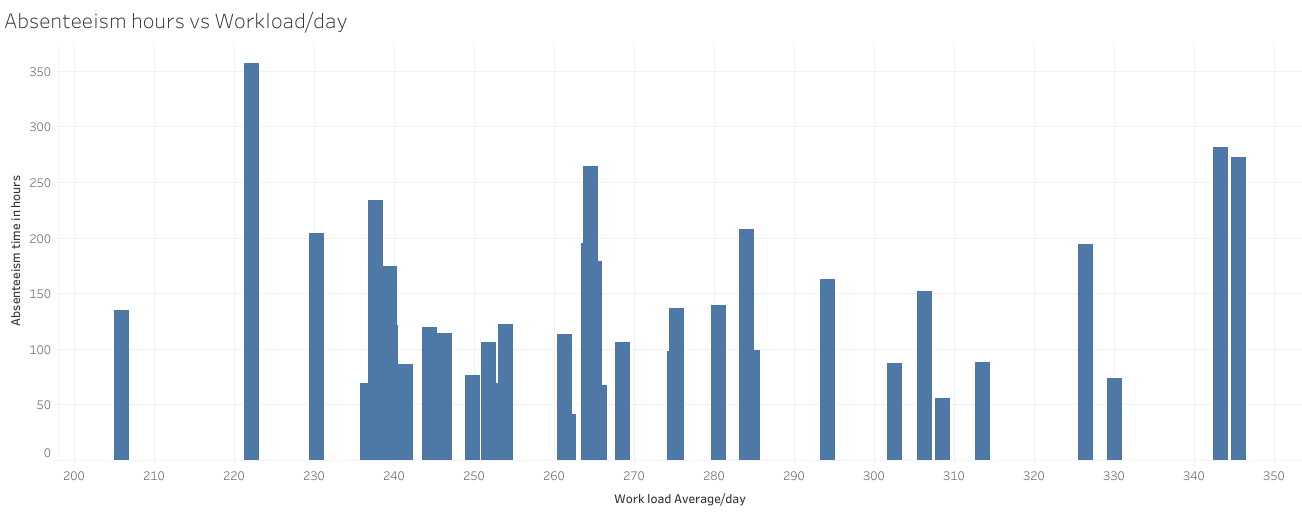 Absenteeism hours vs Workload/day
Absenteeism time in hours
350
300
250
200
150
100
50
0
200 210 220 230 240 250 260 270 280 290 300 310 320 330 340 350
Work load Average/day